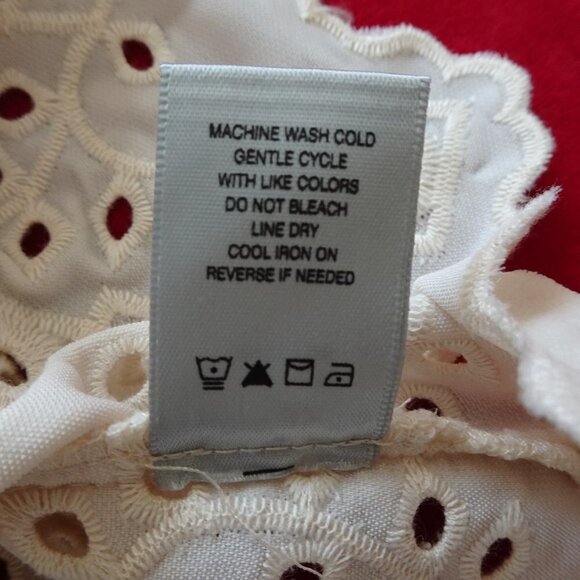 MACHINE WASH COLD
GENTLE CYCLE
WITH LIKE COLORS
DO NOT BLEACH
LINE DRY
COOL IRON ON
REVERSE IF NEEDED